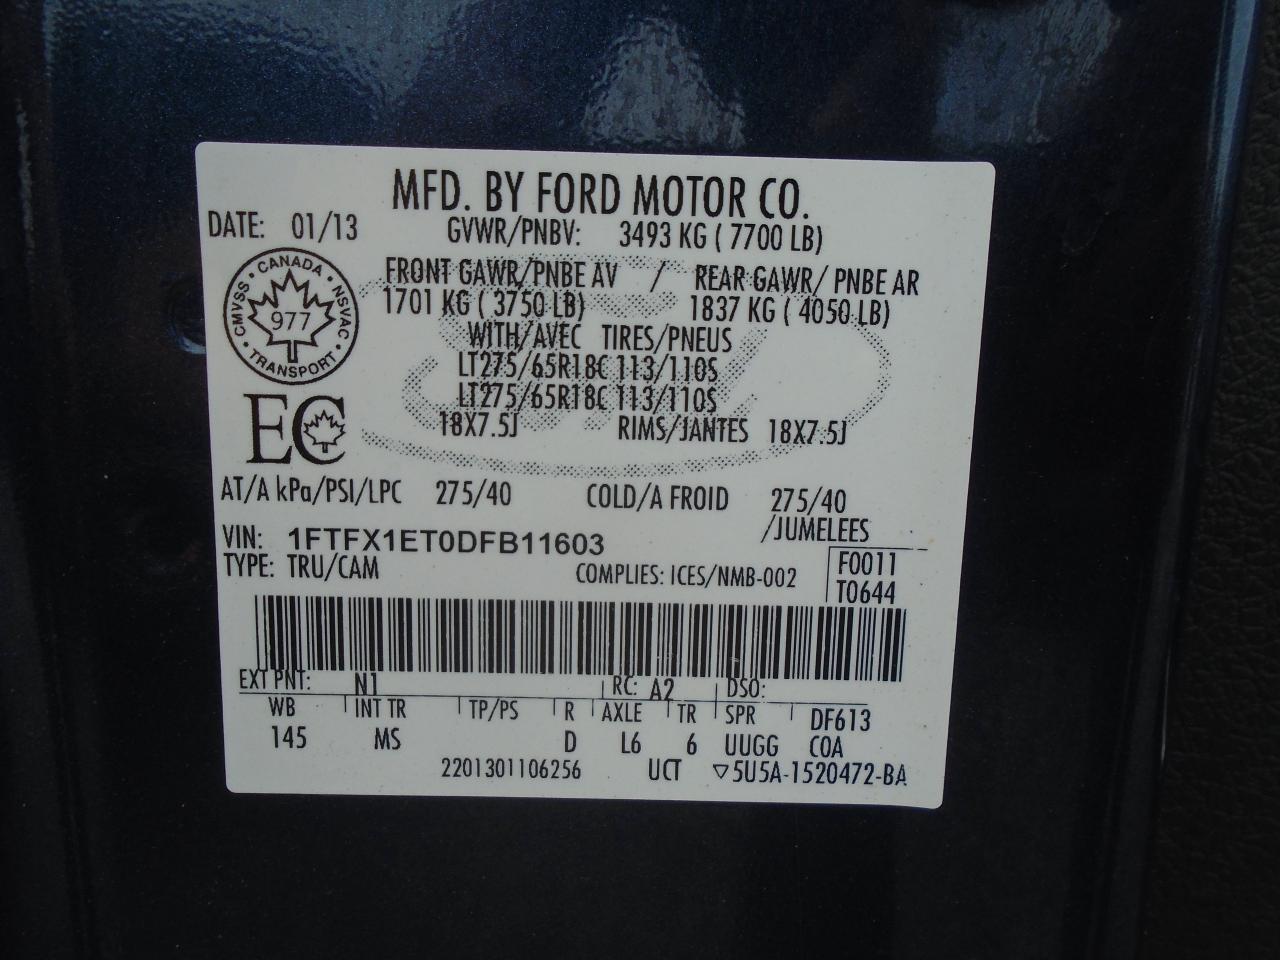 MFD. BY FORD MOTOR CO.
DATE: 01/13
GVWR/PNBV: 3493 KG ( 7700 LB)
CANADA
CMVSS
NSVAC
977
TRANSPORT
FRONT GAWR/PNBE AV / REAR GAWR/ PNBE AR
1701 KG ( 3750 LB) 1837 KG ( 4050 LB)
WITH/AVEC TIRES/PNEUS
LT275/65R18C 113/110S
LT275/65R18C 113/110S
18X7.5J RIMS/JANTES 18X7.5J
EC
AT/A kPa/PSI/LPC 275/40 COLD/A FROID 275/40
/JUMELEES
VIN: 1FTFX1ET0DFB11603
TYPE: TRU/CAM COMPLIES: ICES/NMB-002
F0011
T0644
EXT PNT: N1 RC: A2 DSO:
WB INT TR TP/PS R AXLE TR SPR DF613
145 MS D L6 6 UUGG COA
2201301106256 UCT ▽5U5A-1520472-BA